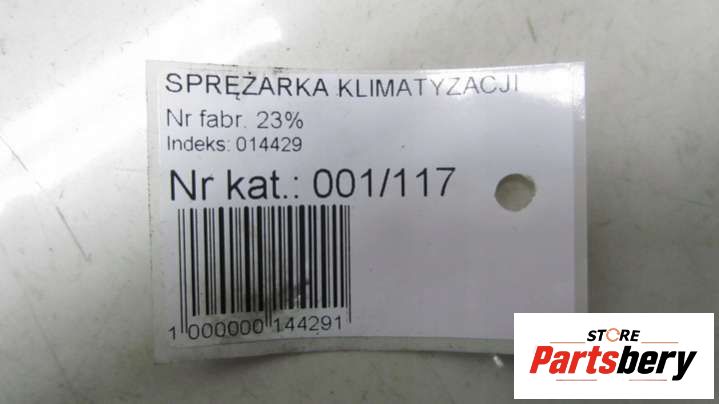 SPRĘŻARKA KLIMATYZACJI
Nr fabr. 23%
Indeks: 014429
Nr kat.: 001/117
1 000000 144291
STORE
Partsbery